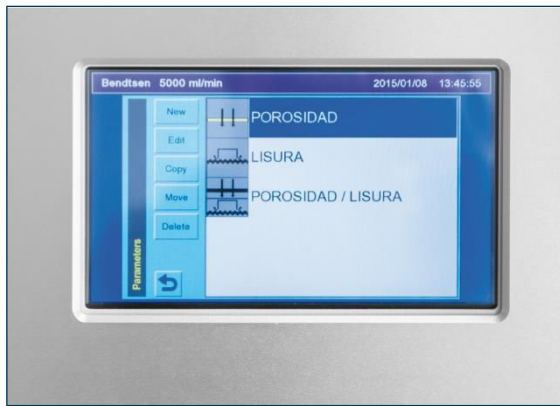 Bendtsen 5000 ml/min 2015/01/08 13:45:55
New
Edit
Copy
Move
Delete
Parameters
POROSIDAD
LISURA
POROSIDAD / LISURA